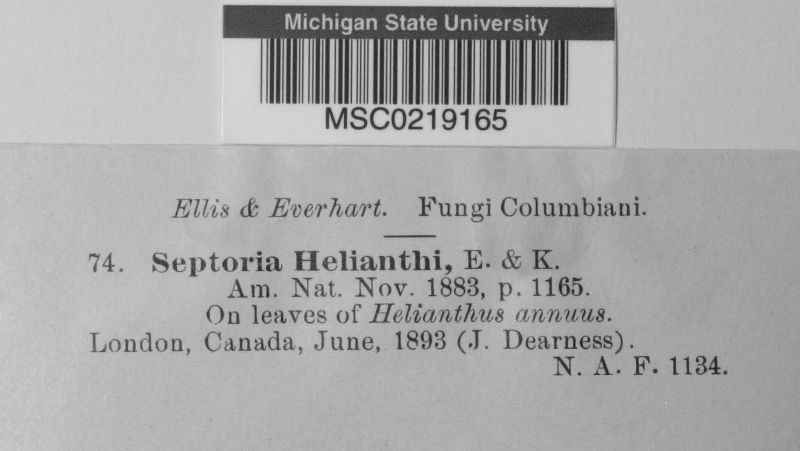 Michigan State University
MSC0219165
Ellis & Everhart. Fungi Columbiani.
74. Septoria Helianthi, E. & K.
Am. Nat. Nov. 1883, p. 1165.
On leaves of Helianthus annuus.
London, Canada, June, 1893 (J. Dearness).
N. A. F. 1134.